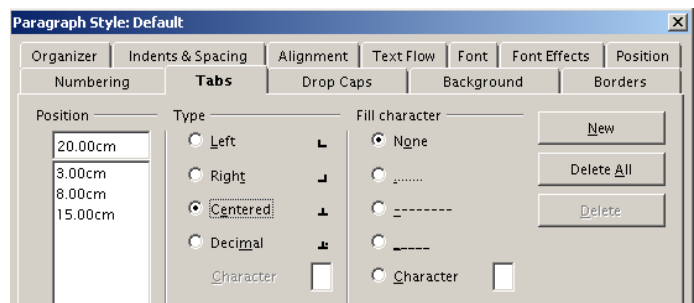 Paragraph Style: Default
Organizer Indents & Spacing Alignment Text Flow Font Font Effects Position
Numbering Tabs Drop Caps Background Borders
Position Type Fill character
20.00cm Left None New
3.00cm Right ........ Delete All
8.00cm
15.00cm Centered -------- Delete
Decimal _____
Character Character